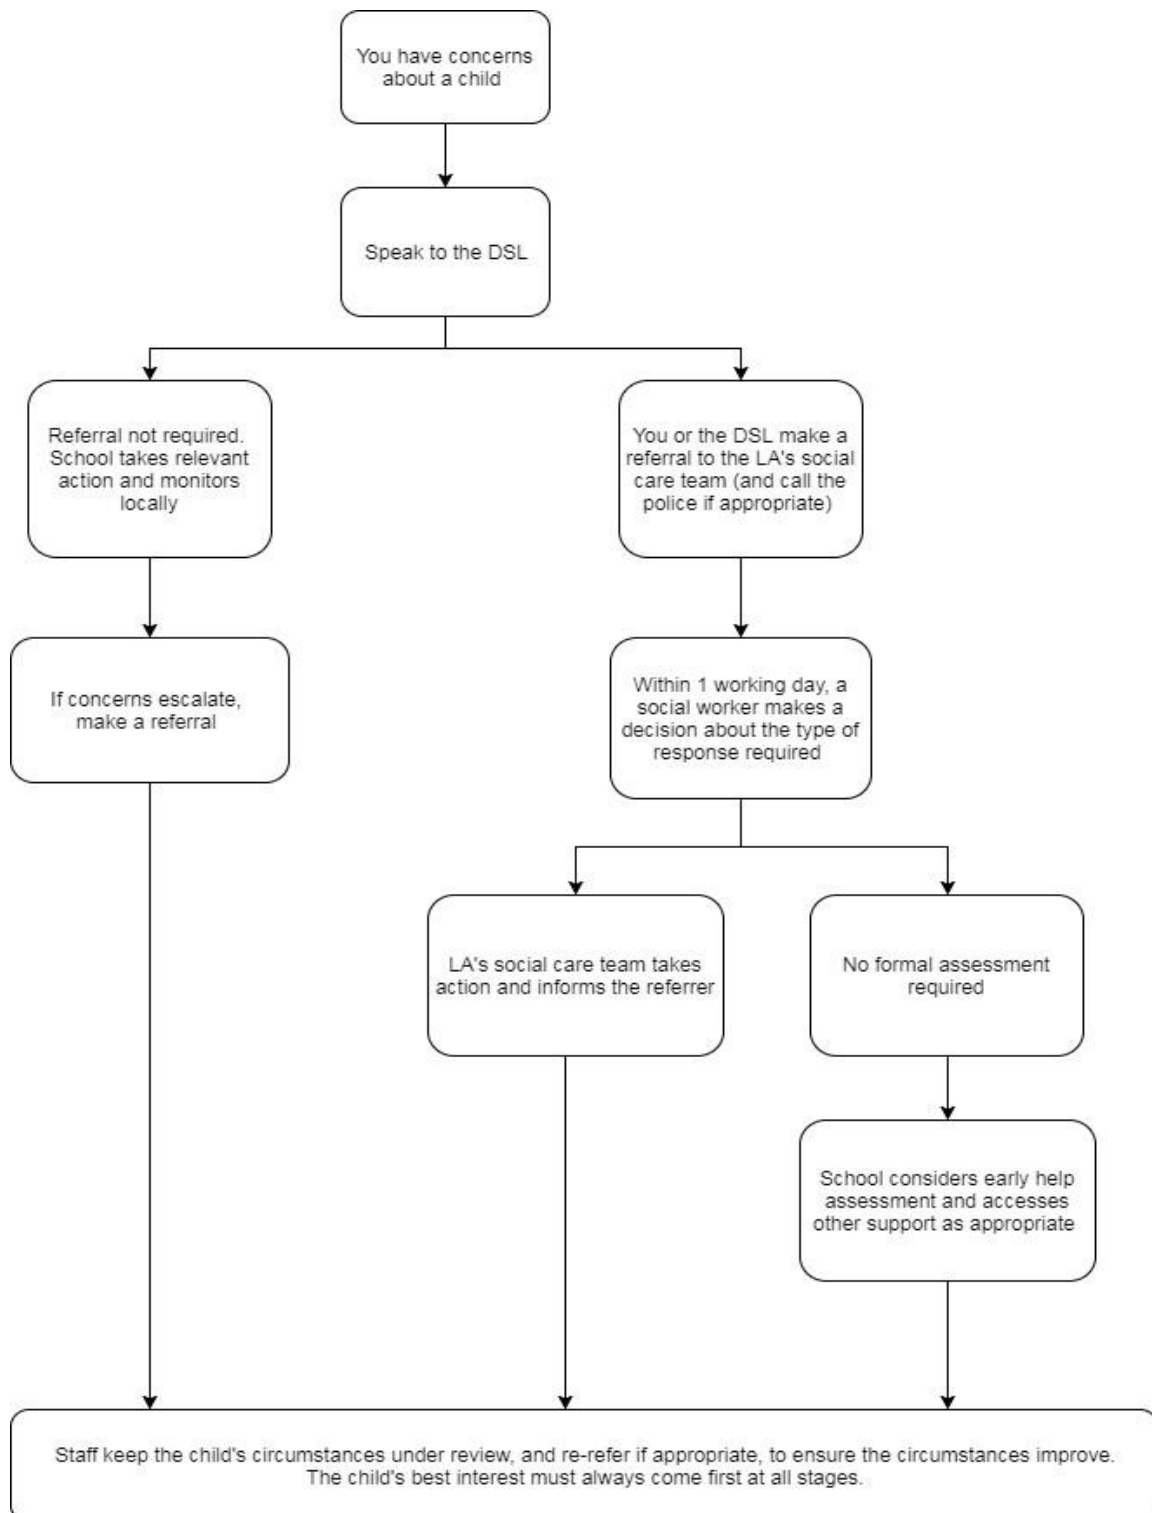 You have concerns
about a child
Speak to the DSL
Referral not required.
School takes relevant
action and monitors
locally
You or the DSL make a
referral to the LA's social
care team (and call the
police if appropriate)
If concerns escalate,
make a referral
Within 1 working day, a
social worker makes a
decision about the type of
response required
LA's social care team takes
action and informs the referrer
No formal assessment
required
School considers early help
assessment and accesses
other support as appropriate
Staff keep the child's circumstances under review, and re-refer if appropriate, to ensure the circumstances improve.
The child's best interest must always come first at all stages.